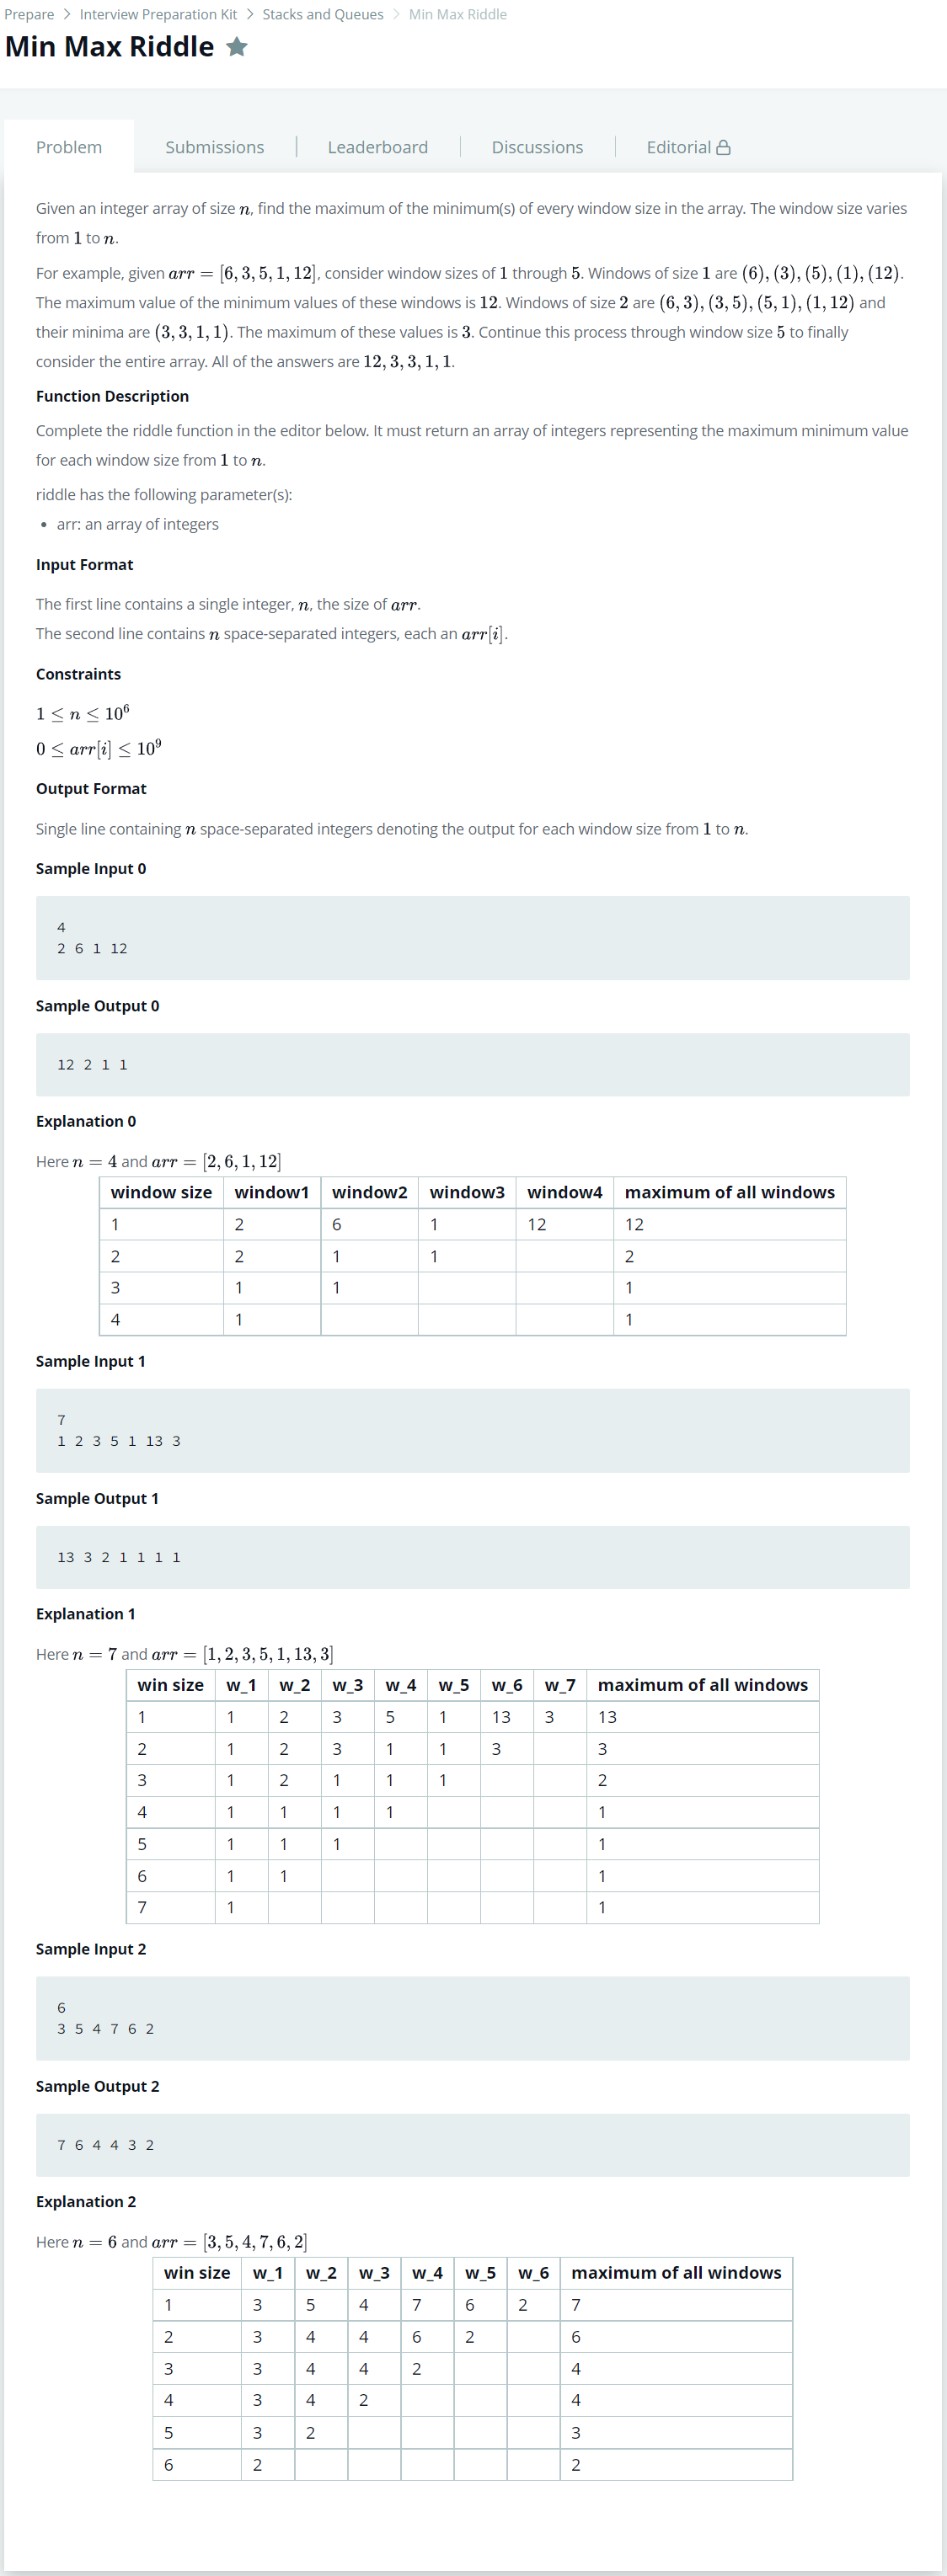 Prepare > Interview Preparation Kit > Stacks and Queues > Min Max Riddle
Min Max Riddle ★
Problem Submissions | Leaderboard | Discussions | Editorial
Given an integer array of size n, find the maximum of the minimum(s) of every window size in the array. The window size varies
from 1 to n.
For example, given arr = [6, 3, 5, 1, 12], consider window sizes of 1 through 5. Windows of size 1 are (6), (3), (5), (1), (12).
The maximum value of the minimum values of these windows is 12. Windows of size 2 are (6, 3), (3, 5), (5, 1), (1, 12) and
their minima are (3, 3, 1, 1). The maximum of these values is 3. Continue this process through window size 5 to finally
consider the entire array. All of the answers are 12, 3, 3, 1, 1.
Function Description
Complete the riddle function in the editor below. It must return an array of integers representing the maximum minimum value
for each window size from 1 to n.
riddle has the following parameter(s):
• arr: an array of integers
Input Format
The first line contains a single integer, n, the size of arr.
The second line contains n space-separated integers, each an arr[i].
Constraints
1 ≤ n ≤ 10⁶
0 ≤ arr[i] ≤ 10⁹
Output Format
Single line containing n space-separated integers denoting the output for each window size from 1 to n.
Sample Input 0
4
2 6 1 12
Sample Output 0
12 2 1 1
Explanation 0
Here n = 4 and arr = [2, 6, 1, 12]
window size window1 window2 window3 window4 maximum of all windows
1 2 6 1 12 12
2 2 1 1 2
3 1 1 1
4 1 1
Sample Input 1
7
1 2 3 5 1 13 3
Sample Output 1
13 3 2 1 1 1 1
Explanation 1
Here n = 7 and arr = [1, 2, 3, 5, 1, 13, 3]
win size w_1 w_2 w_3 w_4 w_5 w_6 w_7 maximum of all windows
1 1 2 3 5 1 13 3 13
2 1 2 3 1 1 3 3
3 1 2 1 1 1 2
4 1 1 1 1 1
5 1 1 1 1
6 1 1 1
7 1 1
Sample Input 2
6
3 5 4 7 6 2
Sample Output 2
7 6 4 4 3 2
Explanation 2
Here n = 6 and arr = [3, 5, 4, 7, 6, 2]
win size w_1 w_2 w_3 w_4 w_5 w_6 maximum of all windows
1 3 5 4 7 6 2 7
2 3 4 4 6 2 6
3 3 4 4 2 4
4 3 4 2 4
5 3 2 3
6 2 2